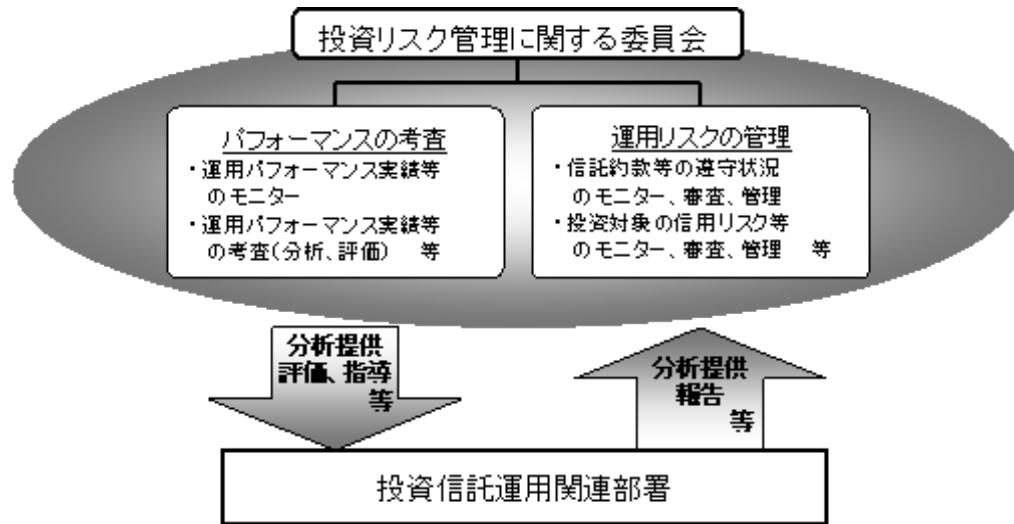 投資リスク管理に関する委員会
パフォーマンスの考査
・運用パフォーマンス実績等
のモニター
・運用パフォーマンス実績等
の考査(分析、評価) 等
運用リスクの管理
・信託約款等の遵守状況
のモニター、審査、管理
・投資対象の信用リスク等
のモニター、審査、管理 等
分析提供
評価、指導
等
分析提供
報告
等
投資信託運用関連部署